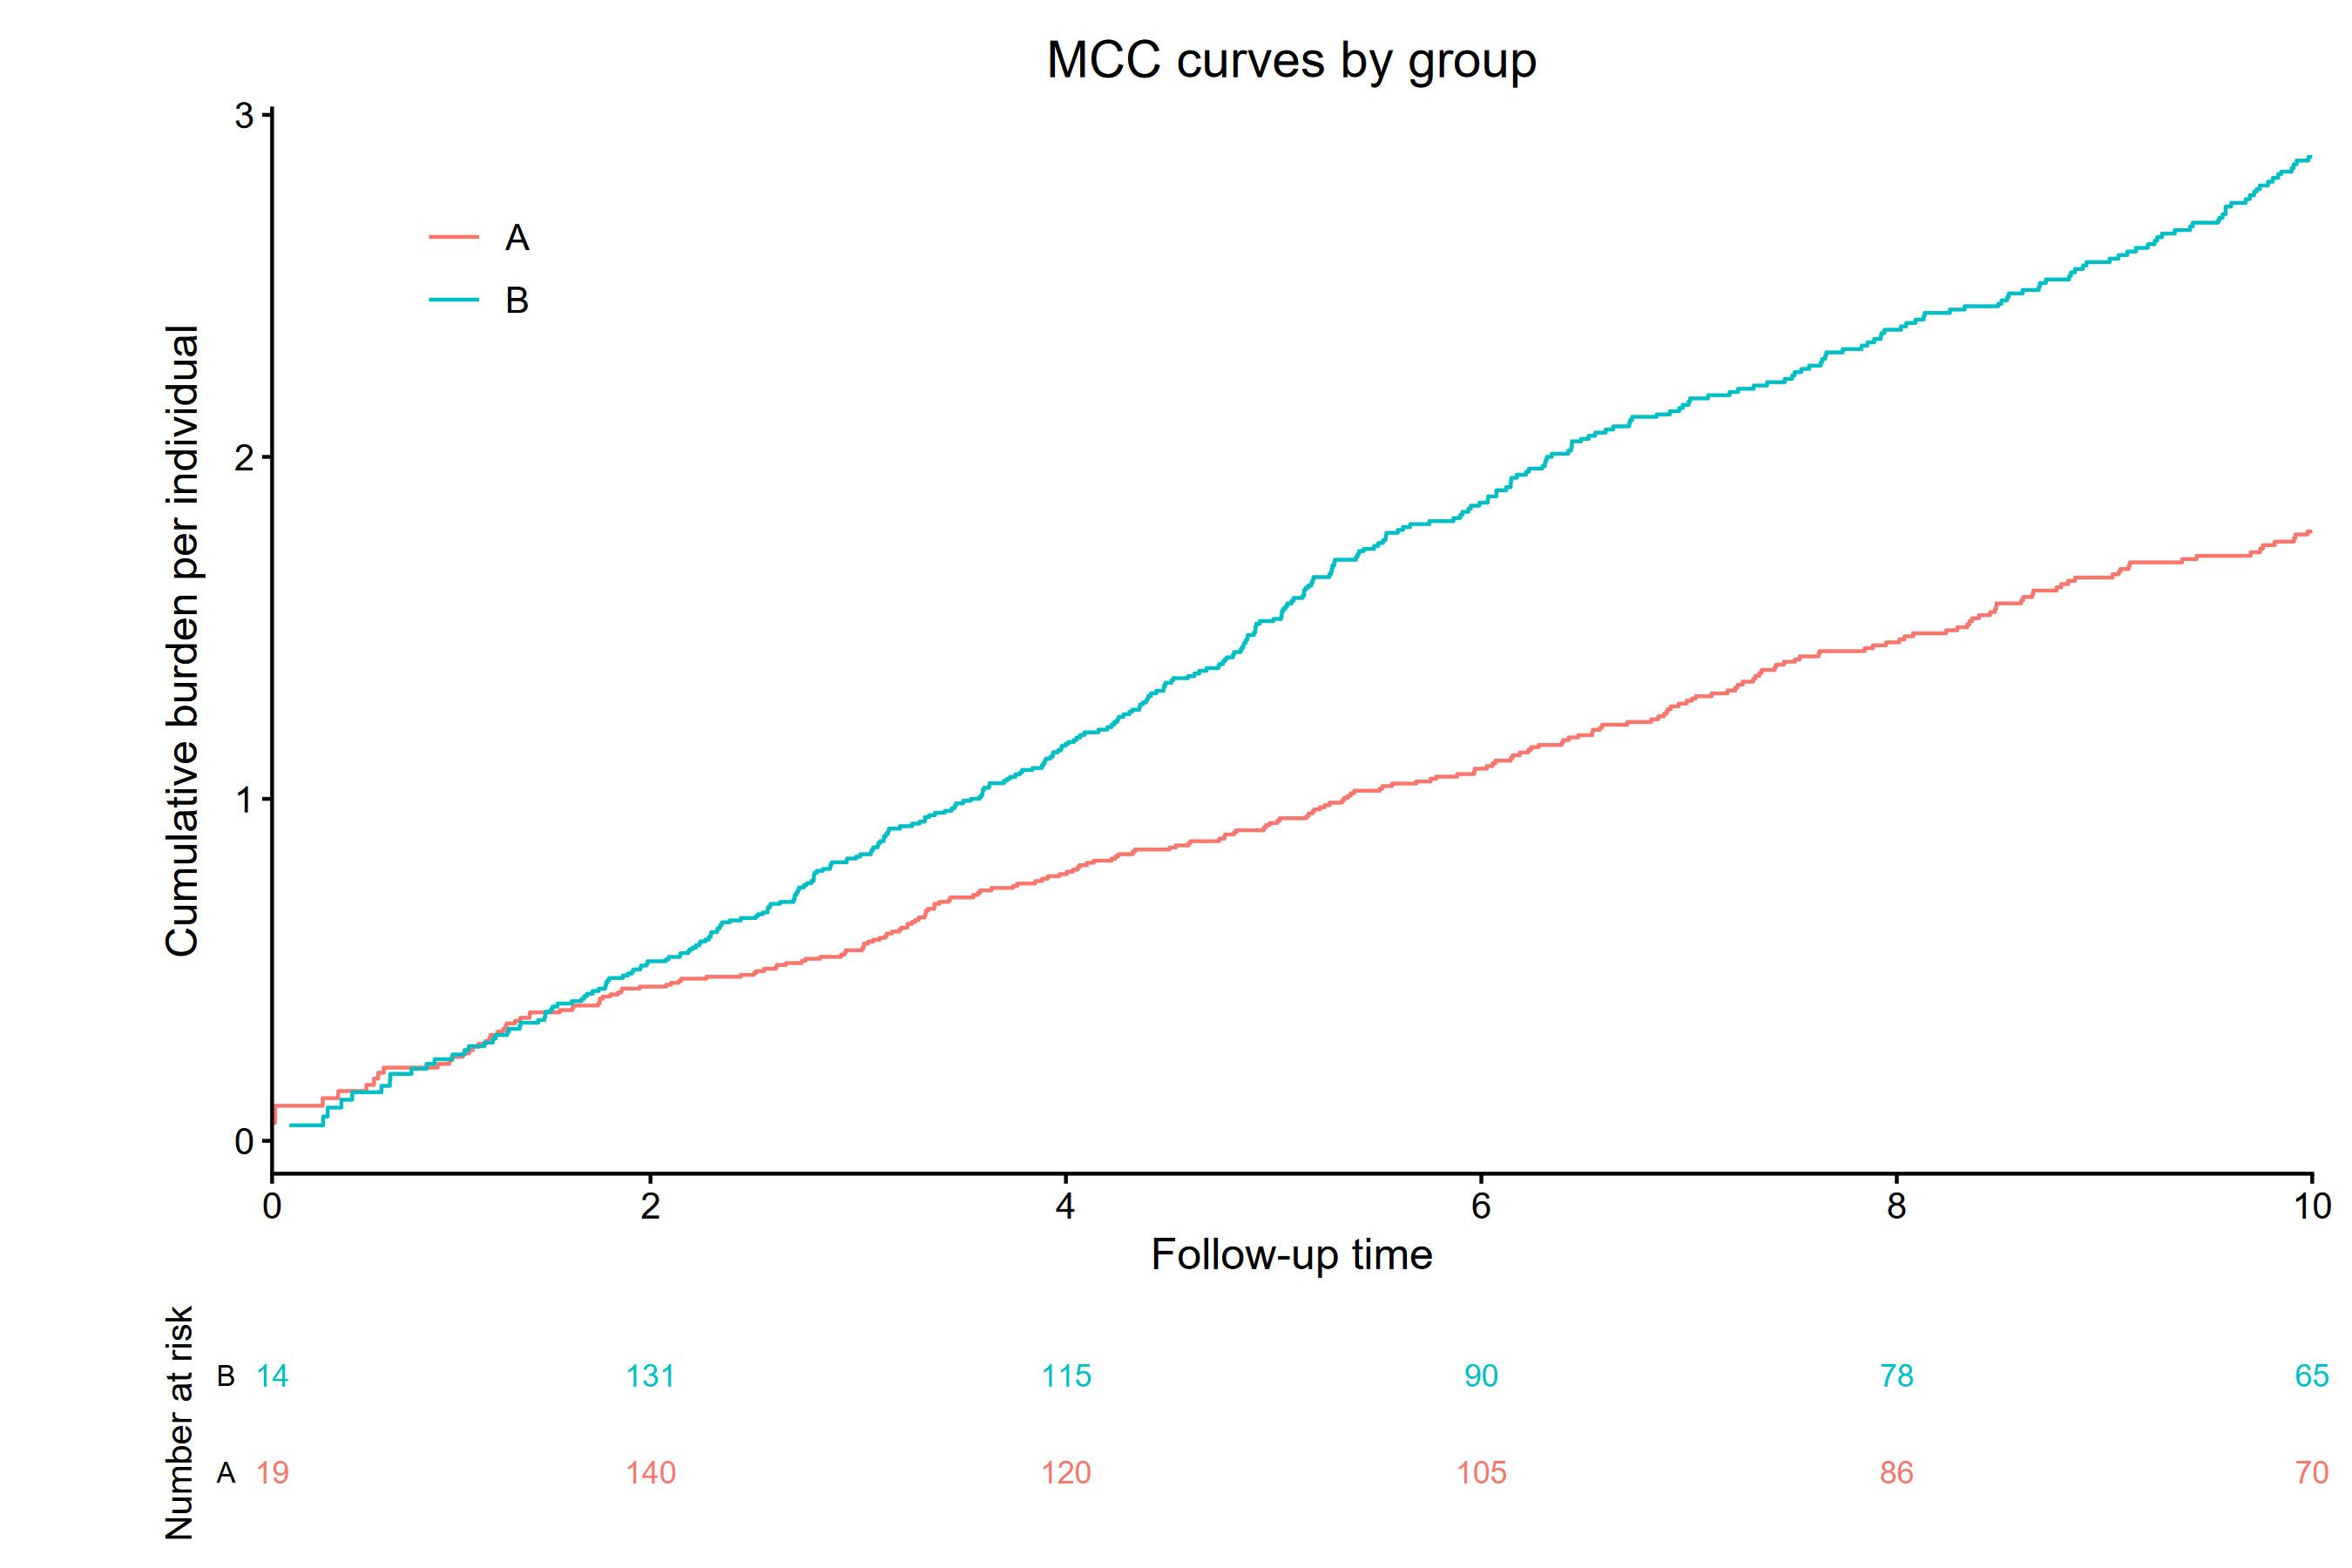 MCC curves by group
3
2
1
0
Cumulative burden per individual
A
B
0 2 4 6 8 10
Follow-up time
Number at risk
B 14 131 115 90 78 65
A 19 140 120 105 86 70